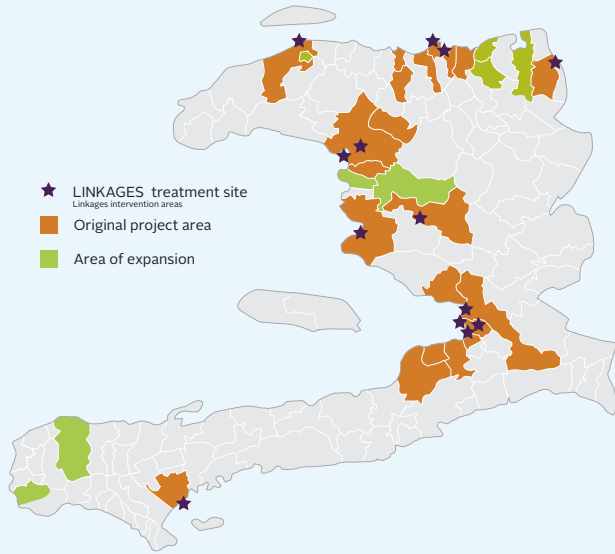 LINKAGES treatment site
Linkages intervention areas
Original project area
Area of expansion